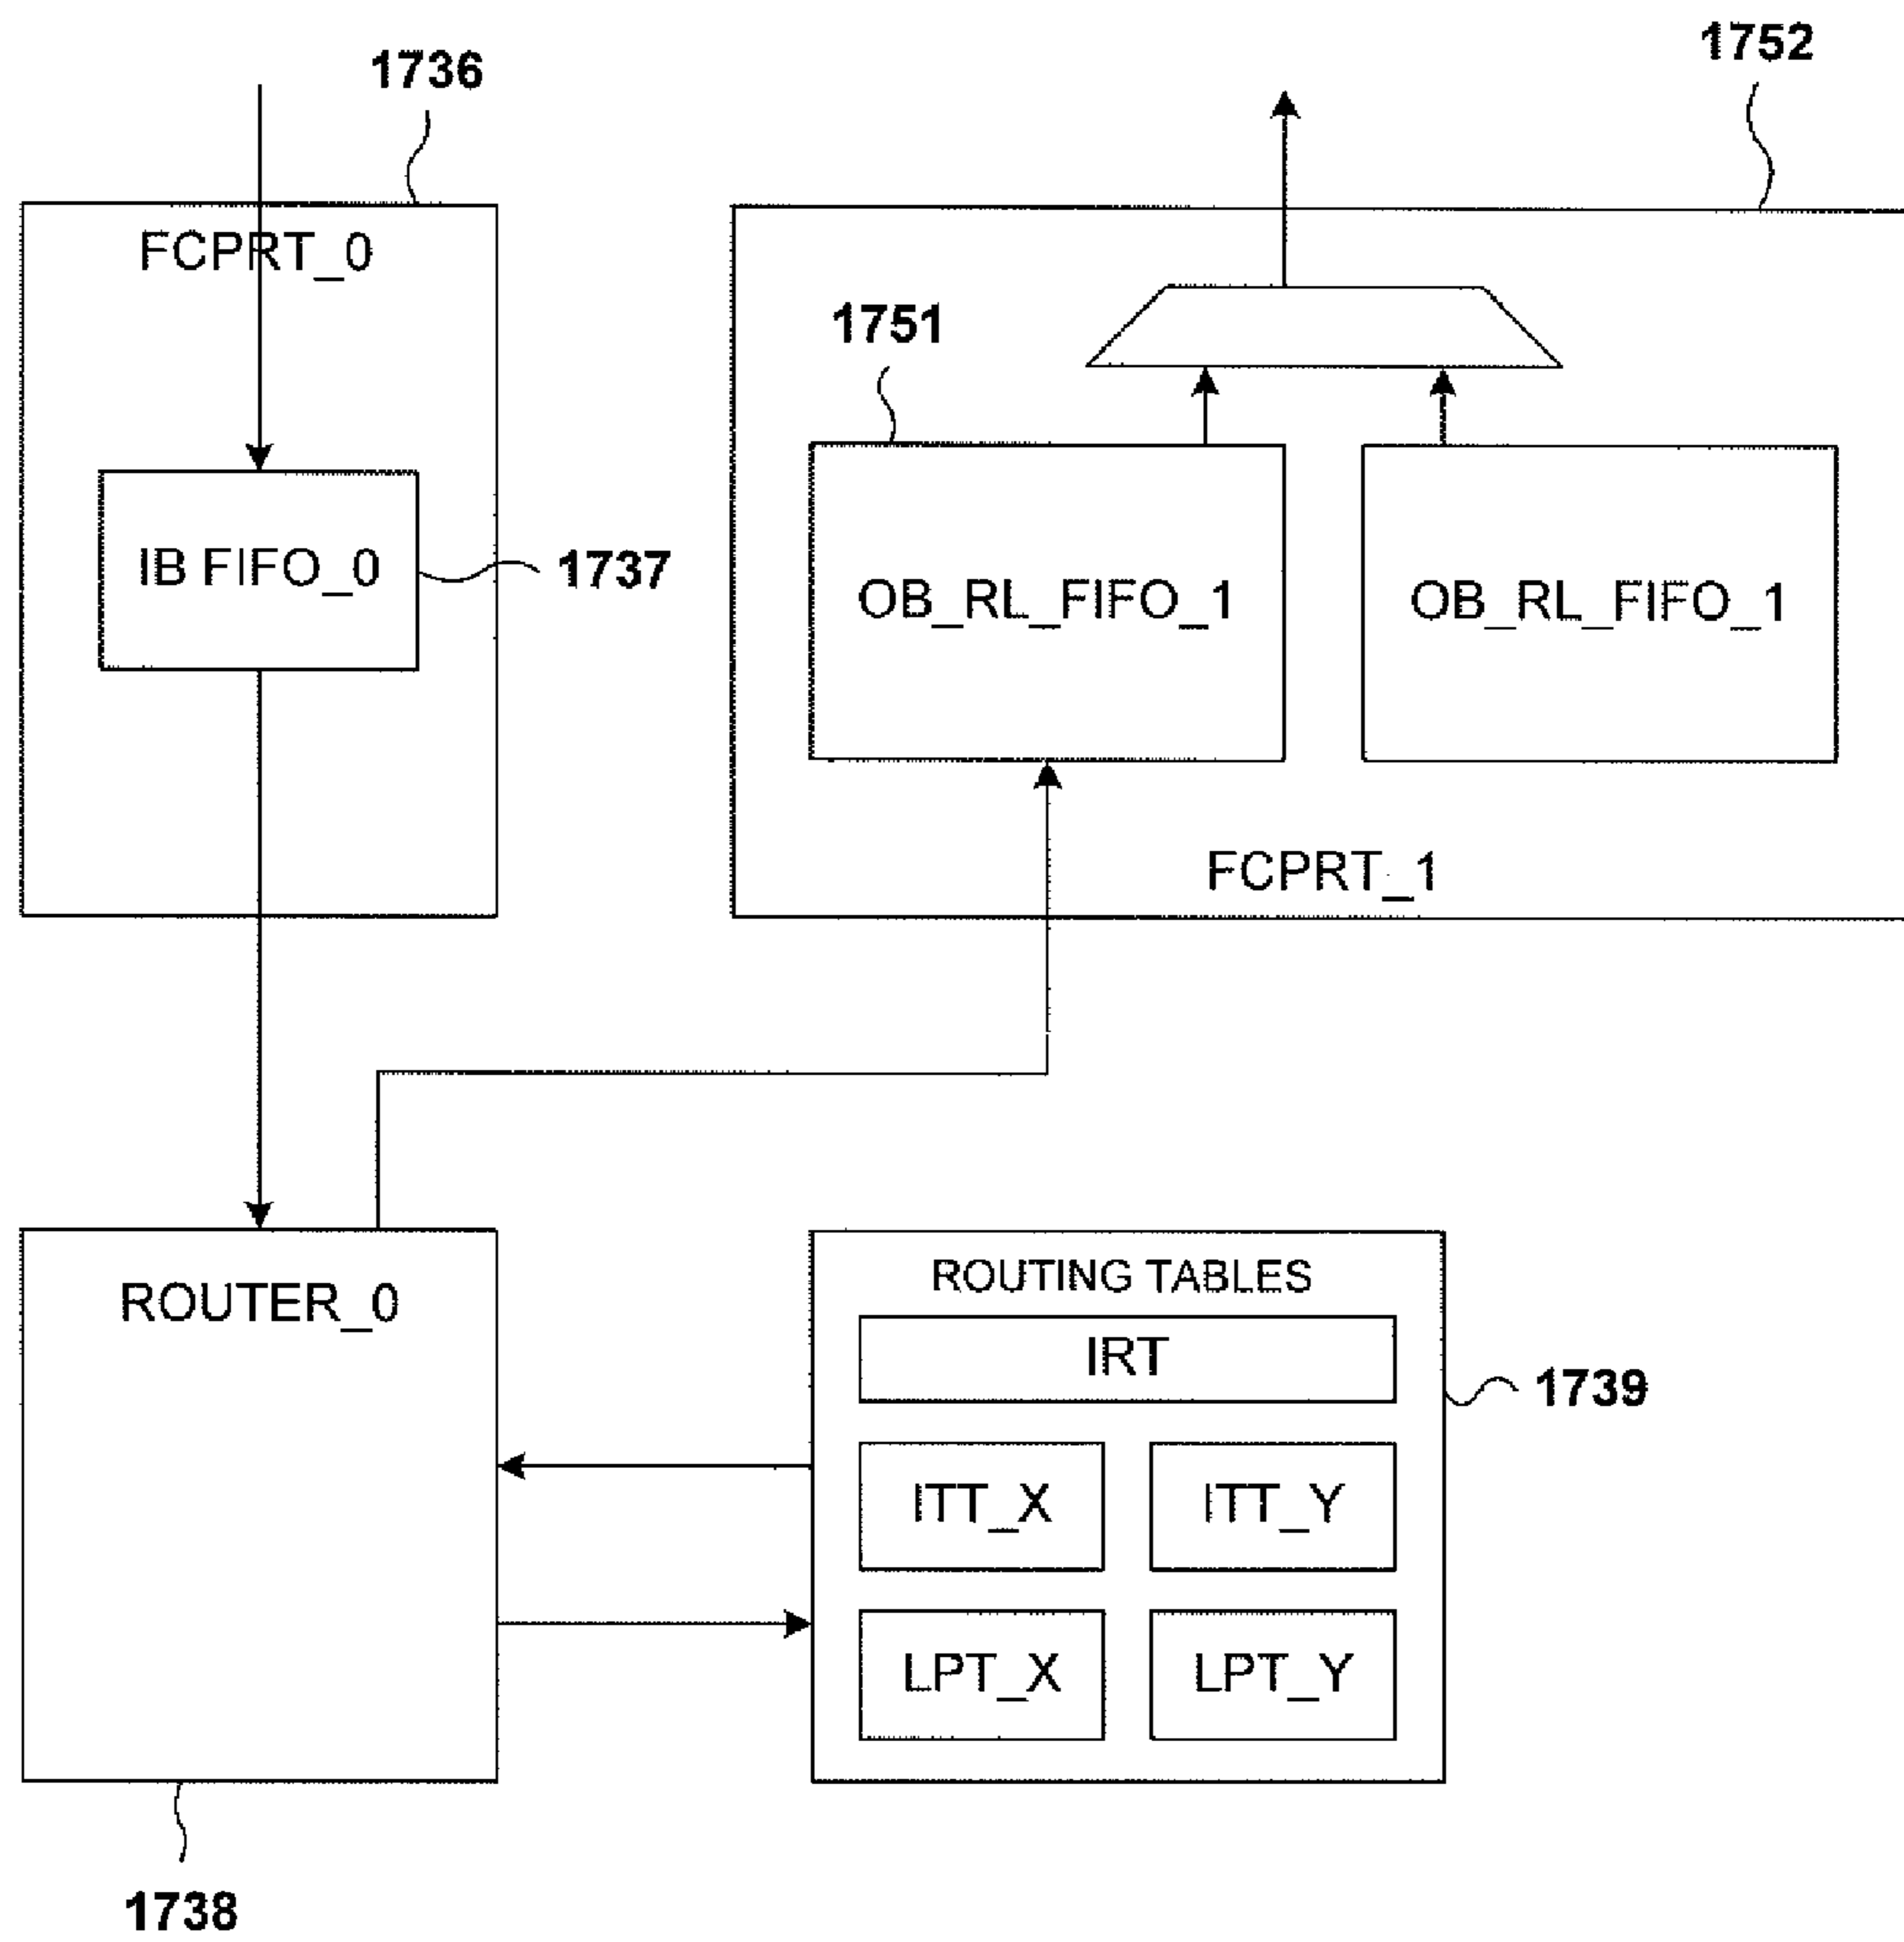 1736
1752
FCPRT_0
1751
IB FIFO_0
1737
OB_RL_FIFO_1
OB_RL_FIFO_1
FCPRT_1
ROUTER_0
ROUTING TABLES
IRT
1739
ITT_X
ITT_Y
LPT_X
LPT_Y
1738